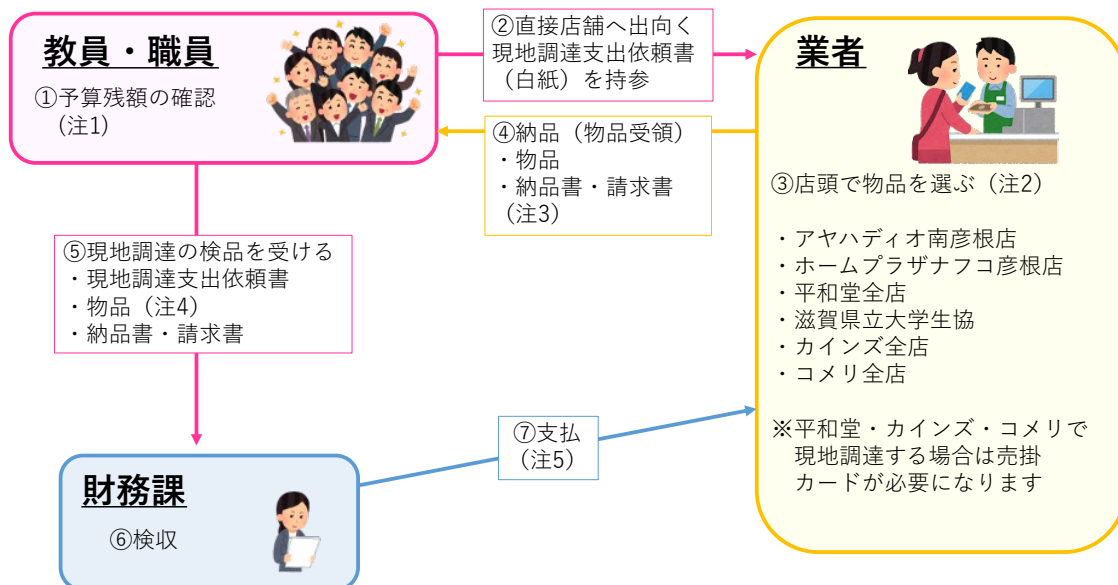 教員・職員
①予算残額の確認
（注1）
②直接店舗へ出向く
現地調達支出依頼書
（白紙）を持参
業者
③店頭で物品を選ぶ（注2）
・アヤハディオ南彦根店
・ホームプラザナフコ彦根店
・平和堂全店
・滋賀県立大学生協
・カインズ全店
・コメリ全店
※平和堂・カインズ・コメリで
現地調達する場合は売掛
カードが必要になります
④納品（物品受領）
・物品
・納品書・請求書
（注3）
⑤現地調達の検品を受ける
・現地調達支出依頼書
・物品（注4）
・納品書・請求書
財務課
⑥検収
⑦支払
（注5）